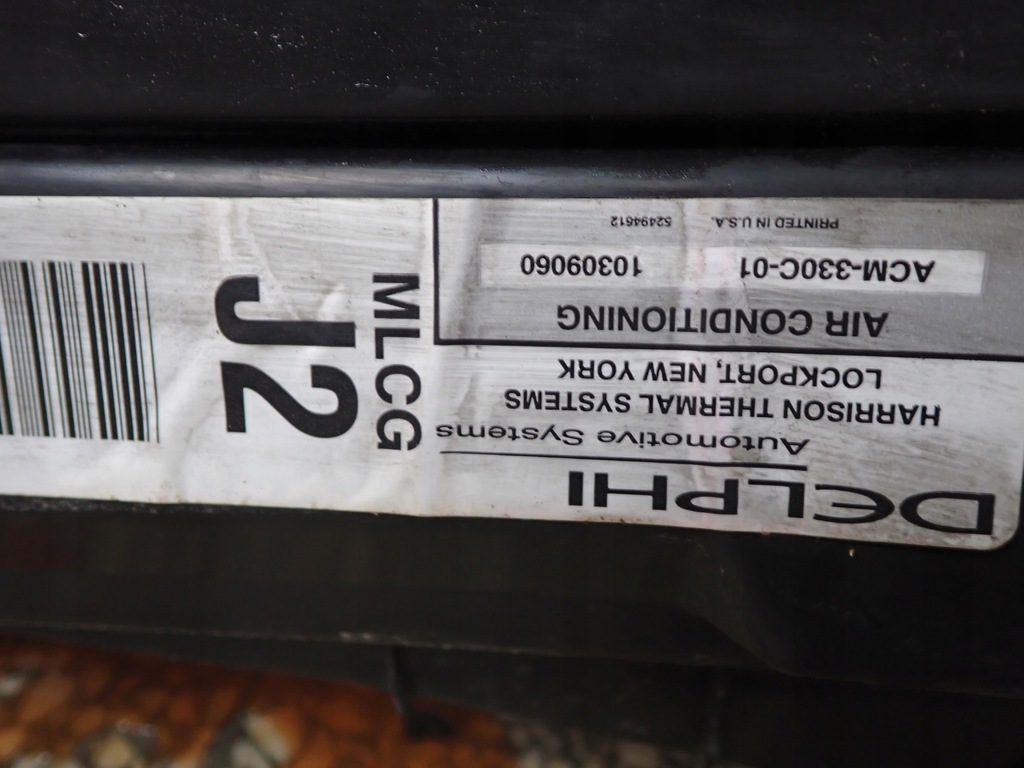 DELPHI
Automotive Systems
HARRISON THERMAL SYSTEMS
LOCKPORT, NEW YORK
AIR CONDITIONING
ACM-330C-01 10309060
PRINTED IN U.S.A. 52494612
MLCG
J2